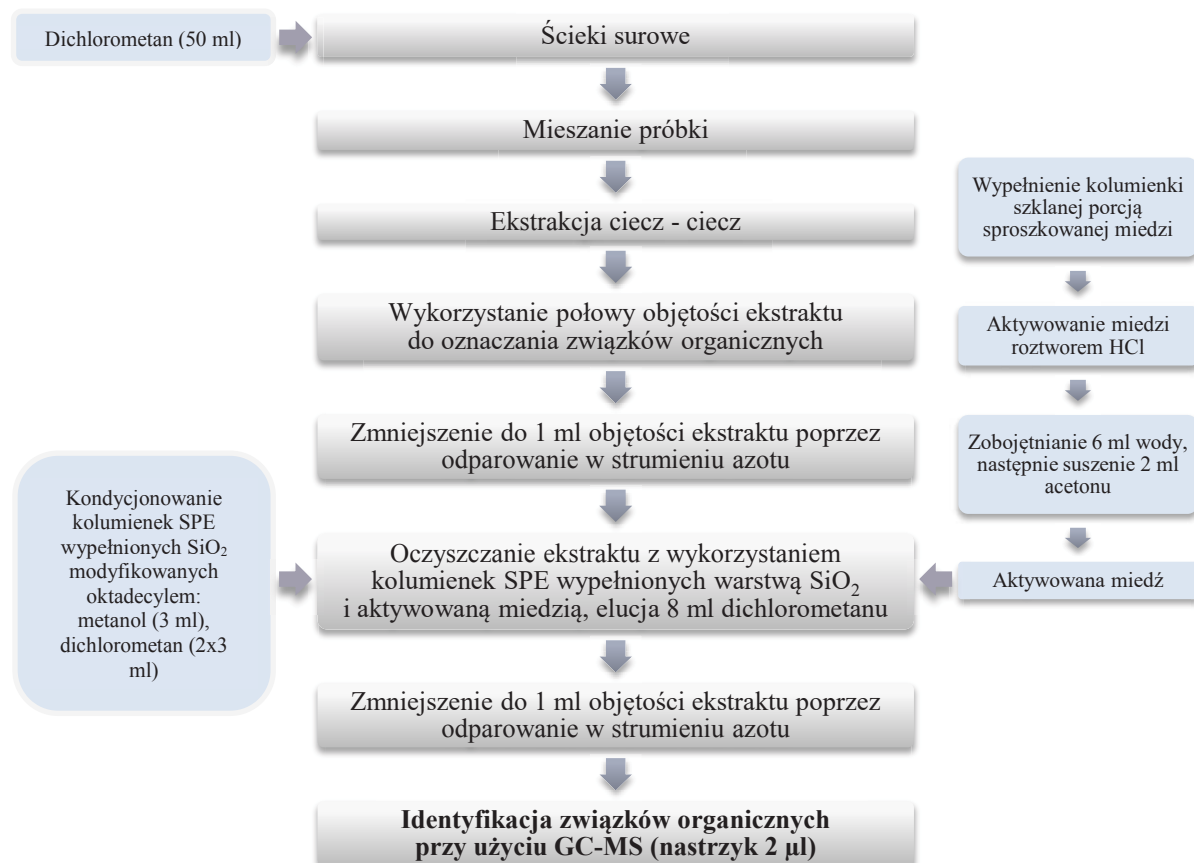 Dichlorometan (50 ml)
Ścieki surowe
Mieszanie próbki
Ekstrakcja ciecz - ciecz
Wykorzystanie połowy objętości ekstraktu
do oznaczania związków organicznych
Zmniejszenie do 1 ml objętości ekstraktu poprzez
odparowanie w strumieniu azotu
Wypełnienie kolumienki
szklanej porcją
sproszkowanej miedzi
Aktywowanie miedzi
roztworem HCl
Zobojętnianie 6 ml wody,
następnie suszenie 2 ml
acetonu
Aktywowana miedź
Kondycjonowanie
kolumienek SPE
wypełnionych SiO₂
modyfikowanych
oktadecylem:
metanol (3 ml),
dichlorometan (2x3
ml)
Oczyszczanie ekstraktu z wykorzystaniem
kolumienek SPE wypełnionych warstwą SiO₂
i aktywowaną miedzią, elucja 8 ml dichlorometanu
Zmniejszenie do 1 ml objętości ekstraktu poprzez
odparowanie w strumieniu azotu
Identyfikacja związków organicznych
przy użyciu GC-MS (nastrzyk 2 µl)